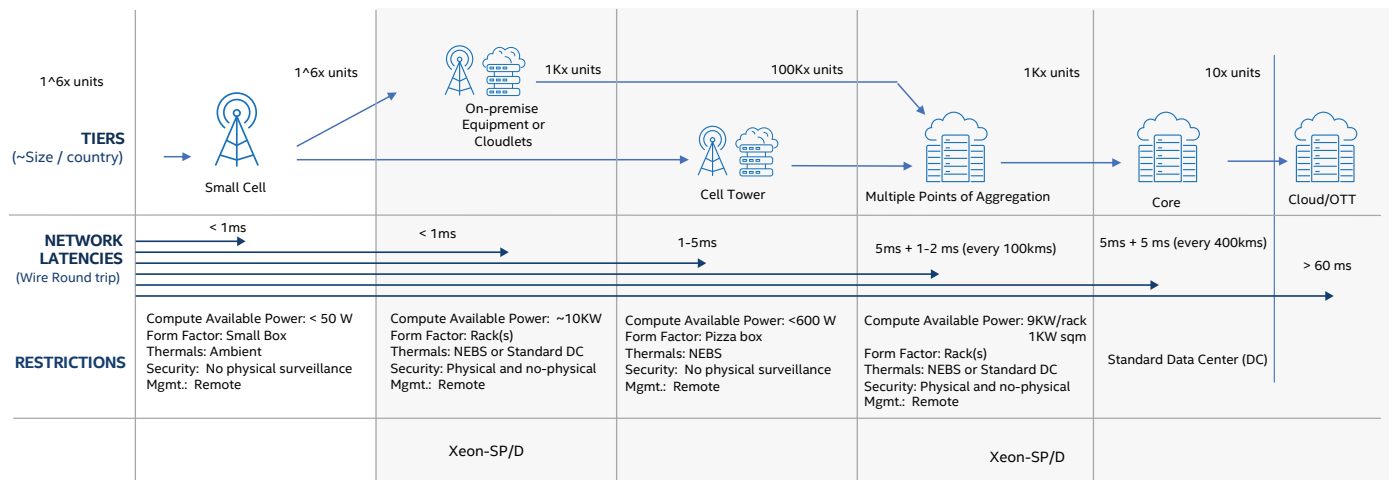 1^6x units
1^6x units
1Kx units
100Kx units
1Kx units
10x units
TIERS
(~Size / country)
Small Cell
On-premise
Equipment or
Cloudlets
Cell Tower
Multiple Points of Aggregation
Core
Cloud/OTT
NETWORK
LATENCIES
(Wire Round trip)
< 1ms
< 1ms
1-5ms
5ms + 1-2 ms (every 100kms)
5ms + 5 ms (every 400kms)
> 60 ms
RESTRICTIONS
Compute Available Power: < 50 W
Form Factor: Small Box
Thermals: Ambient
Security: No physical surveillance
Mgmt.: Remote
Compute Available Power: ~10KW
Form Factor: Rack(s)
Thermals: NEBS or Standard DC
Security: Physical and no-physical
Mgmt.: Remote
Compute Available Power: <600 W
Form Factor: Pizza box
Thermals: NEBS
Security: No physical surveillance
Mgmt.: Remote
Compute Available Power: 9KW/rack
1KW sqm
Form Factor: Rack(s)
Thermals: NEBS or Standard DC
Security: Physical and no-physical
Mgmt.: Remote
Standard Data Center (DC)
Xeon-SP/D
Xeon-SP/D